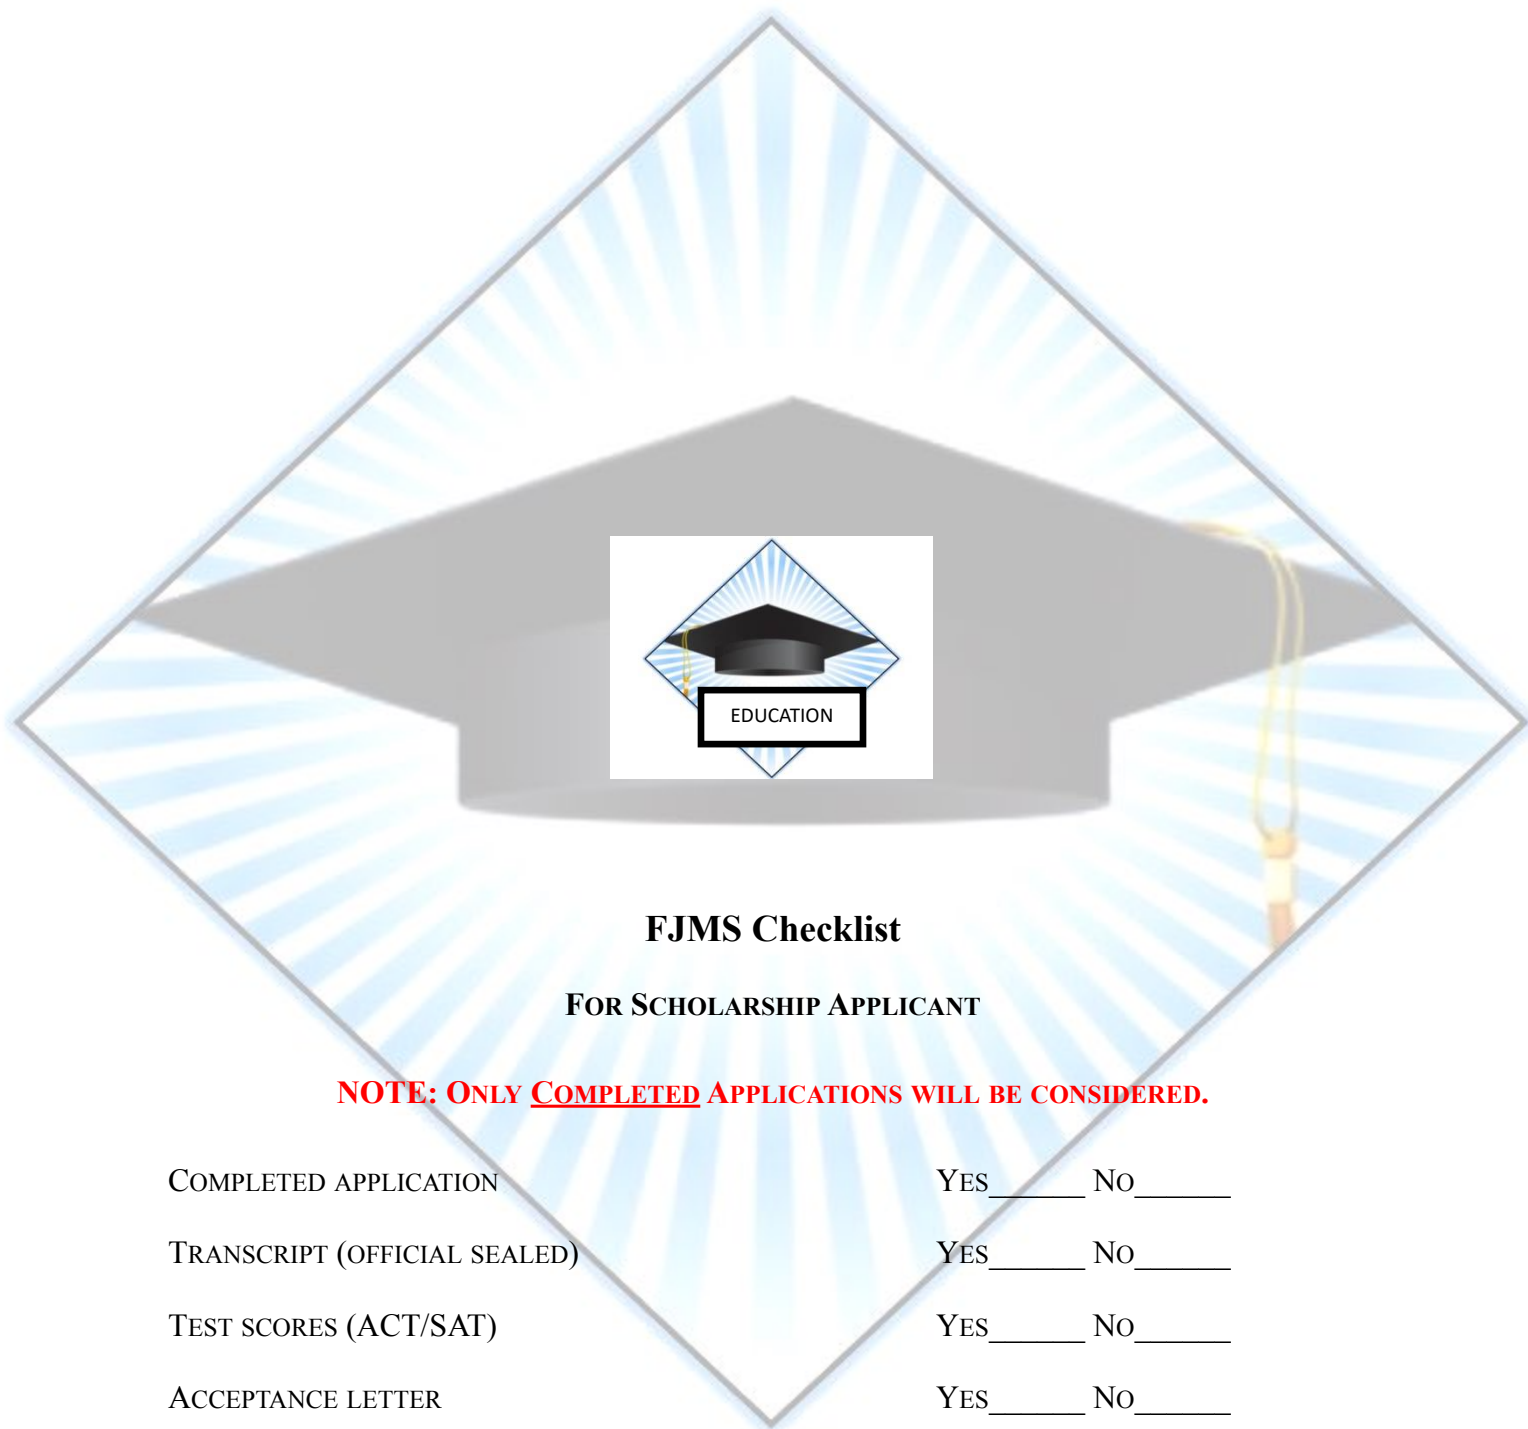 EDUCATION
FJMS Checklist
FOR SCHOLARSHIP APPLICANT
NOTE: ONLY COMPLETED APPLICATIONS WILL BE CONSIDERED.
COMPLETED APPLICATION YES______ NO______
TRANSCRIPT (OFFICIAL SEALED) YES______ NO______
TEST SCORES (ACT/SAT) YES______ NO______
ACCEPTANCE LETTER YES______ NO______